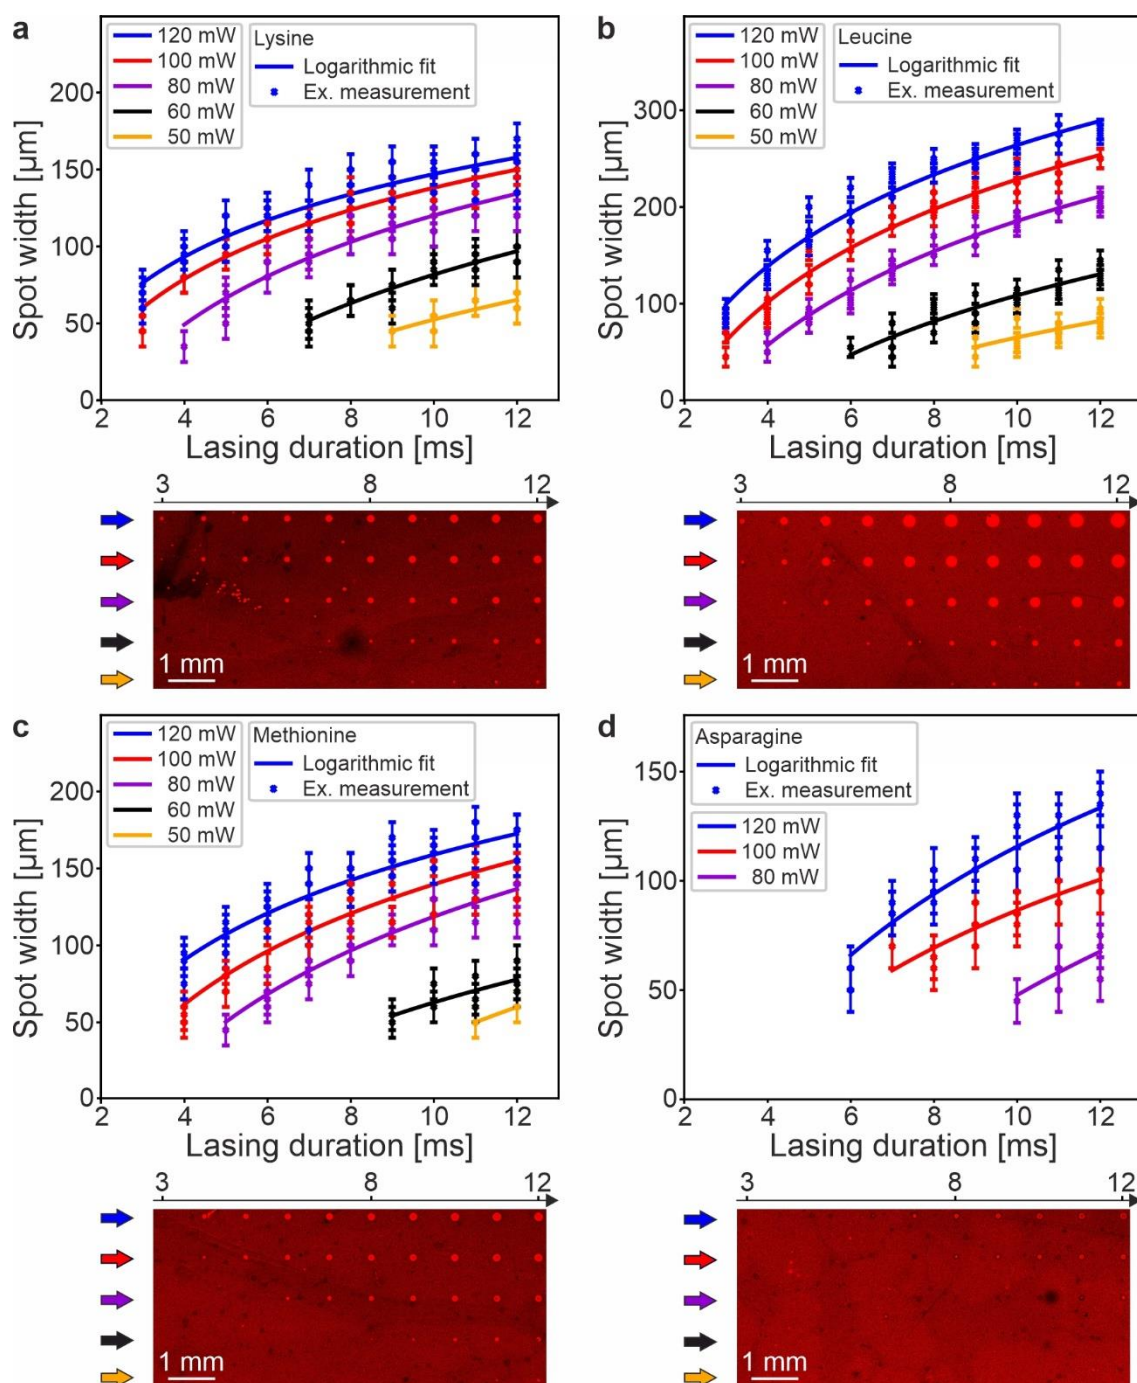 a
120 mW
100 mW
80 mW
60 mW
50 mW
Lysine
Logarithmic fit
Ex. measurement
Spot width [µm]
200
150
100
50
0
2 4 6 8 10 12
Lasing duration [ms]
3 8 12
1 mm
b
120 mW
100 mW
80 mW
60 mW
50 mW
Leucine
Logarithmic fit
Ex. measurement
Spot width [µm]
300
200
100
0
2 4 6 8 10 12
Lasing duration [ms]
3 8 12
1 mm
c
120 mW
100 mW
80 mW
60 mW
50 mW
Methionine
Logarithmic fit
Ex. measurement
Spot width [µm]
200
150
100
50
0
2 4 6 8 10 12
Lasing duration [ms]
3 8 12
1 mm
d
Asparagine
Logarithmic fit
Ex. measurement
120 mW
100 mW
80 mW
Spot width [µm]
150
100
50
0
2 4 6 8 10 12
Lasing duration [ms]
3 8 12
1 mm